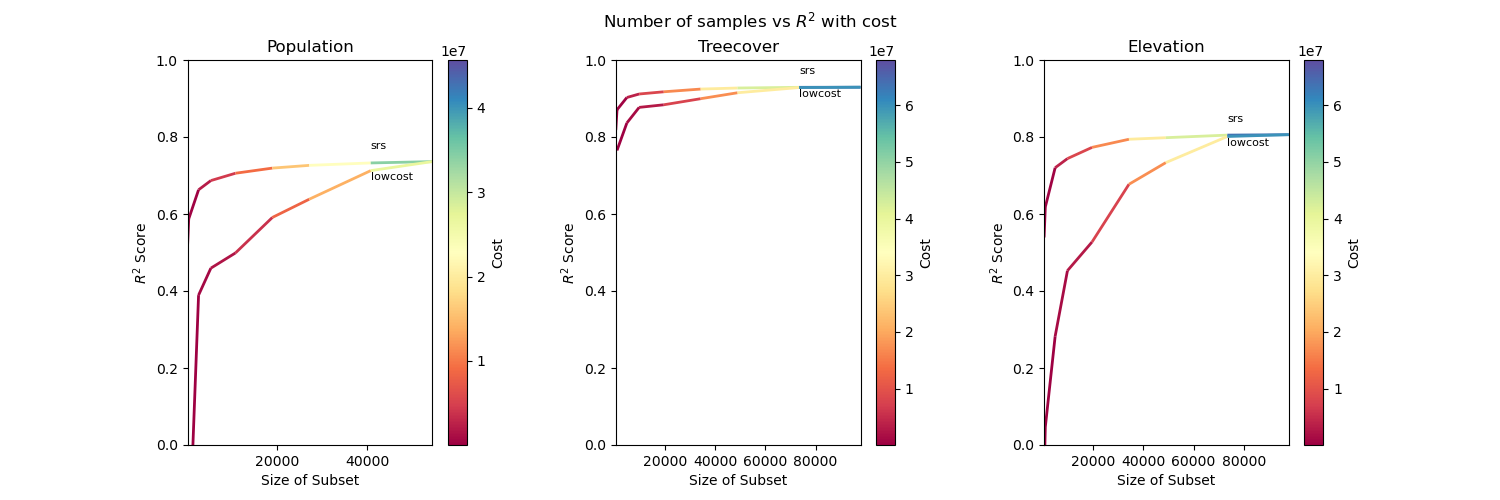 Number of samples vs R² with cost
Population
1e7
1.0
0.8
0.6
0.4
0.2
0.0
R² Score
srs
lowcost
20000 40000
Size of Subset
4
3
2
1
Cost
Treecover
1e7
1.0
0.8
0.6
0.4
0.2
0.0
R² Score
srs
lowcost
20000 40000 60000 80000
Size of Subset
6
5
4
3
2
1
Cost
Elevation
1e7
1.0
0.8
0.6
0.4
0.2
0.0
R² Score
srs
lowcost
20000 40000 60000 80000
Size of Subset
6
5
4
3
2
1
Cost